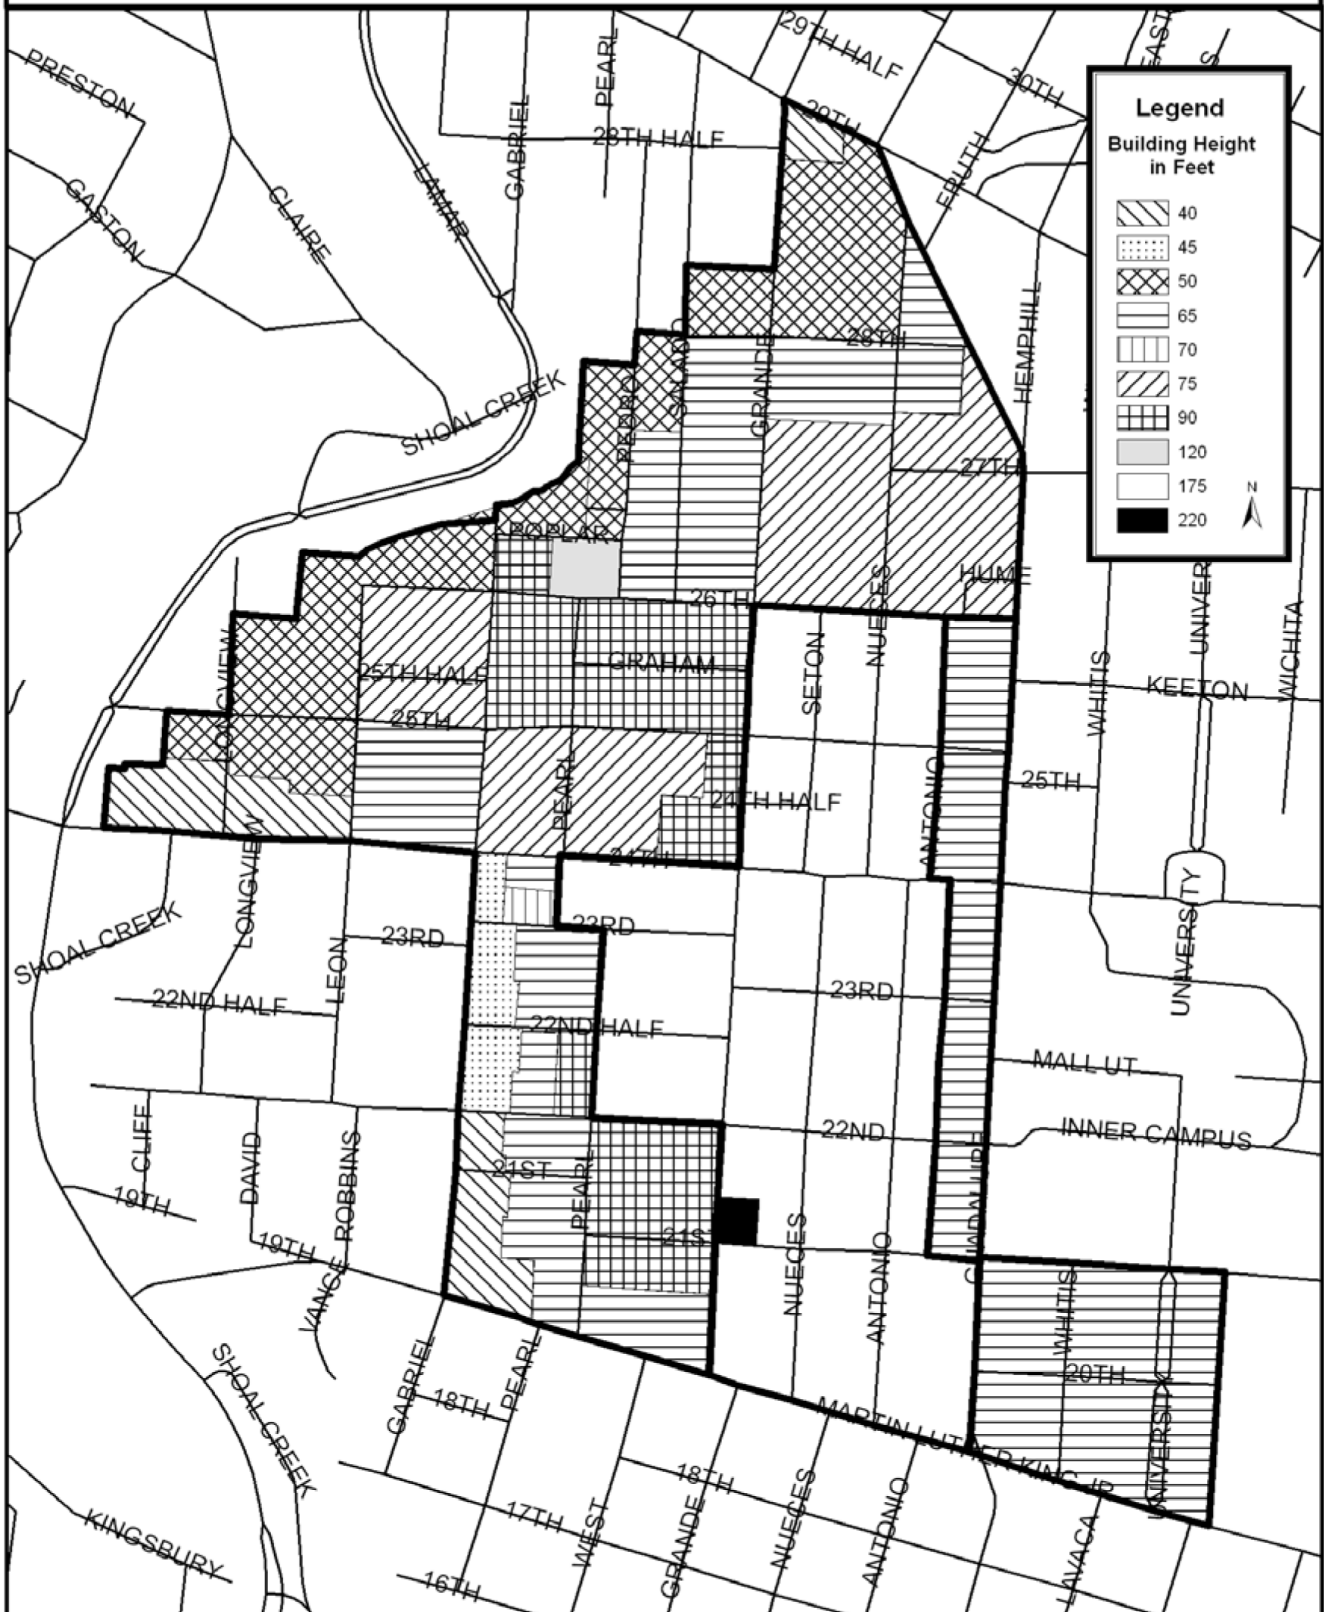 29TH HALF
30TH
EAST
S
PRESTON
PEARL
GABRIEL
29TH
28TH HALF
Legend
Building Height
in Feet
40
45
50
65
70
75
90
120
175
220
N
GASTON
CLAIRE
LAMAR
FRUTH
HEMPHILL
28TH
SALADO
GRANDE
PEDRO
SHOAL CREEK
27TH
POPLAR
26TH
NUESES
HUME
UNIVER
WICHITA
LONGVIEW
25TH HALF
GRAHAM
SETON
WHITIS
KEETON
25TH
25TH
PEARL
24TH HALF
ANTONIO
24TH
LONGVIEW
SHOAL CREEK
LEON
23RD
23RD
UNIVERSITY
22ND HALF
23RD
22ND HALF
MALL UT
22ND
INNER CAMPUS
CLIFF
DAVID
ROBBINS
21ST
PEARL
GUADALUPE
19TH
19TH
21ST
NUECES
ANTONIO
VANCE
WHITIS
SHOAL CREEK
GABRIEL
PEARL
20TH
UNIVERSITY
18TH
MARTIN LUTHER KING JR
18TH
17TH
WEST
GRANDE
NUECES
ANTONIO
LAVACA
KINGSBURY
16TH